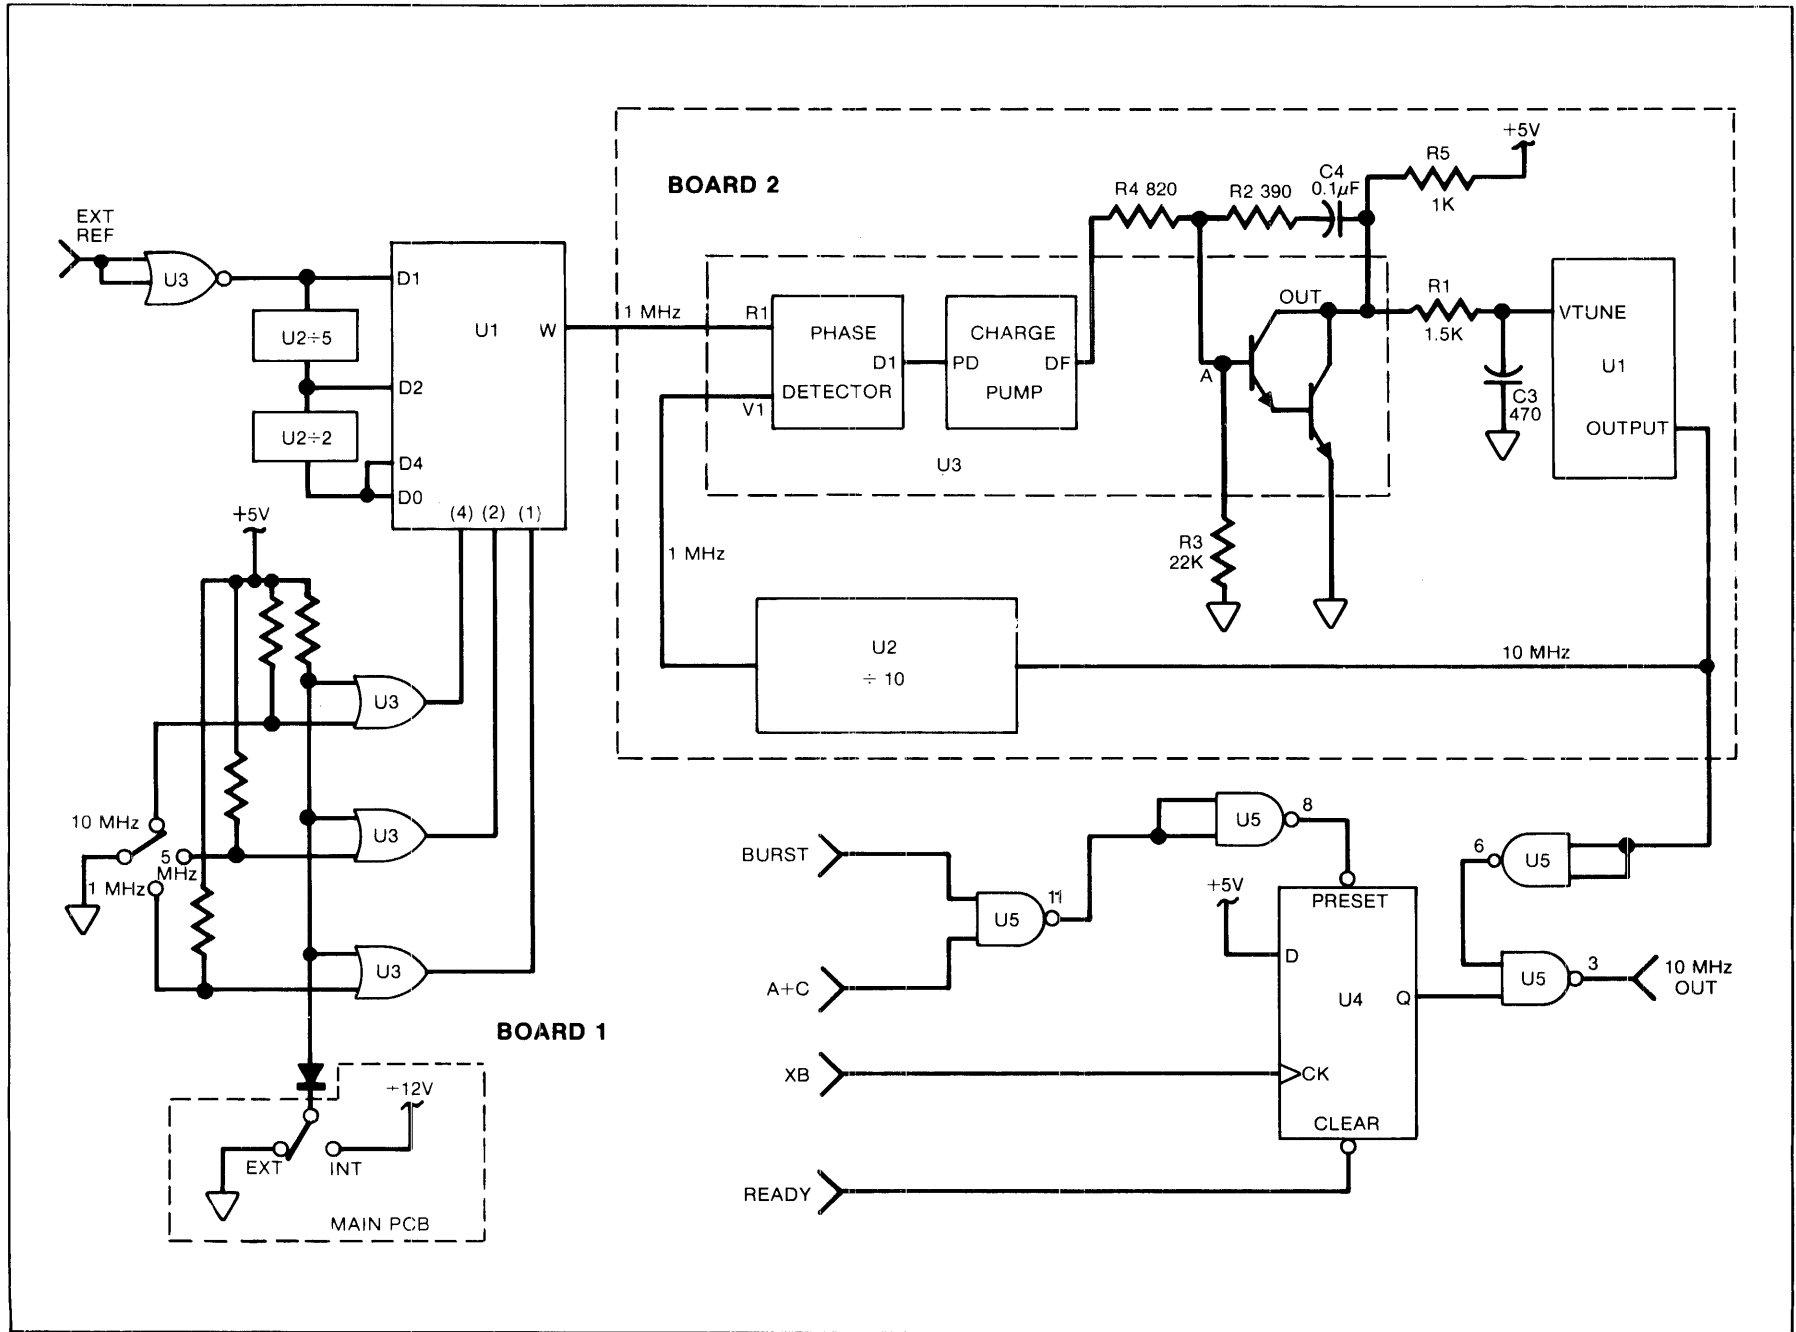 BOARD 2
+5V
R5
1K
C4
0.1µF
R4 820
R2 390
EXT
REF
U3
D1
U1
W
1 MHz
U2÷5
D2
U2÷2
D4
D0
(4) (2) (1)
R1
PHASE
DETECTOR
D1
V1
CHARGE
PUMP
PD
DF
U3
OUT
A
R1
1.5K
VTUNE
U1
OUTPUT
C3
470
R3
22K
1 MHz
U2
÷ 10
10 MHz
+5V
U3
U3
U3
10 MHz
5
MHz
1 MHz
BOARD 1
+12V
EXT
INT
MAIN PCB
BURST
A+C
XB
READY
U5
11
U5
8
+5V
PRESET
D
U4
Q
CK
CLEAR
6
U5
U5
3
10 MHz
OUT